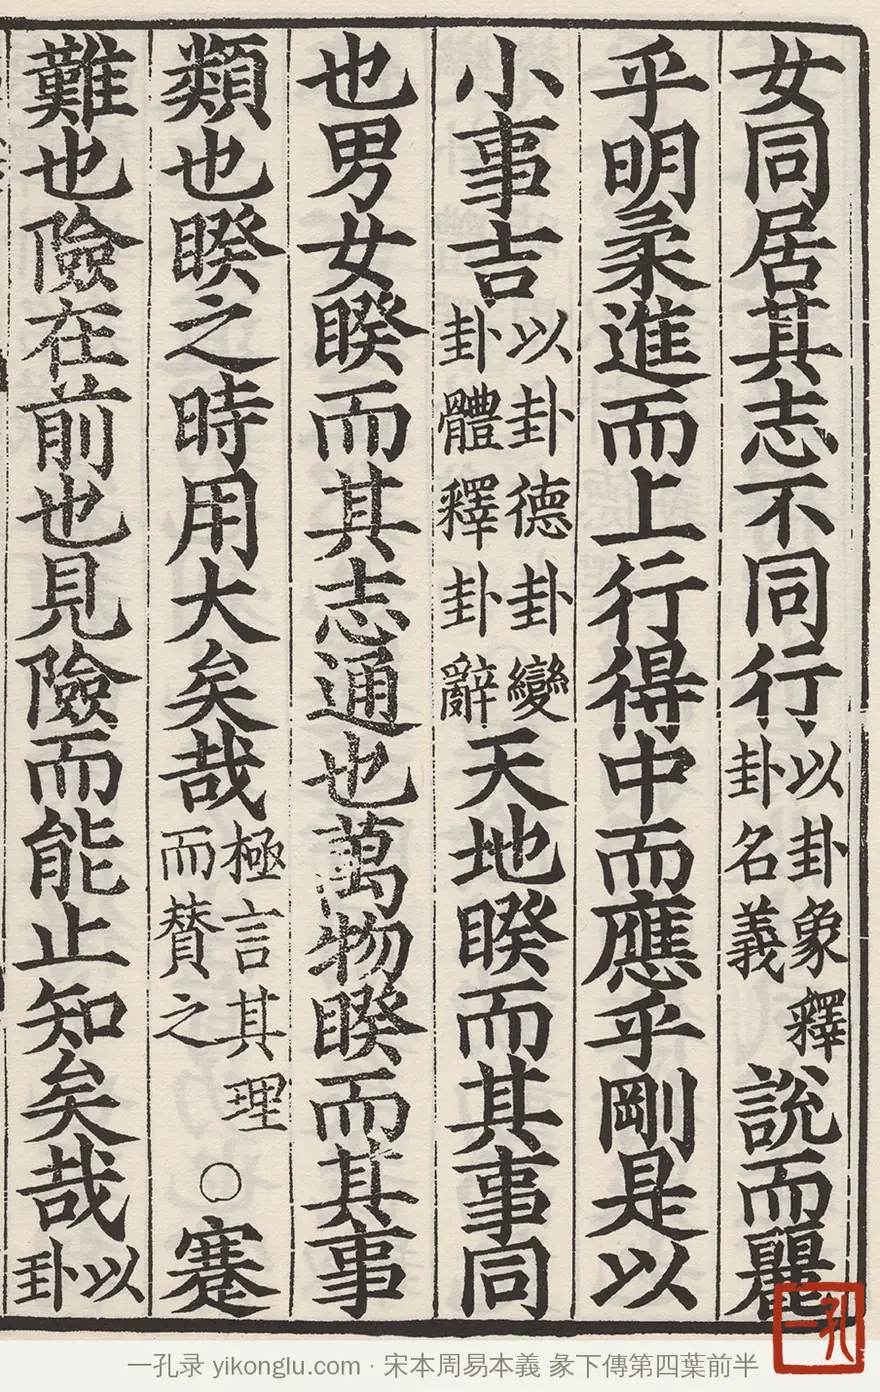 女同居其志不同行以卦象釋卦名義說而麗
乎明柔進而上行得中而應乎剛是以
小事吉以卦德卦變卦體釋卦辭天地睽而其事同
也男女睽而其志通也萬物睽而其事
類也睽之時用大矣哉極言其理而賛之○蹇
難也險在前也見險而能止知矣哉以卦
一孔
一孔录 yikonglu.com · 宋本周易本義 彖下傳第四葉前半